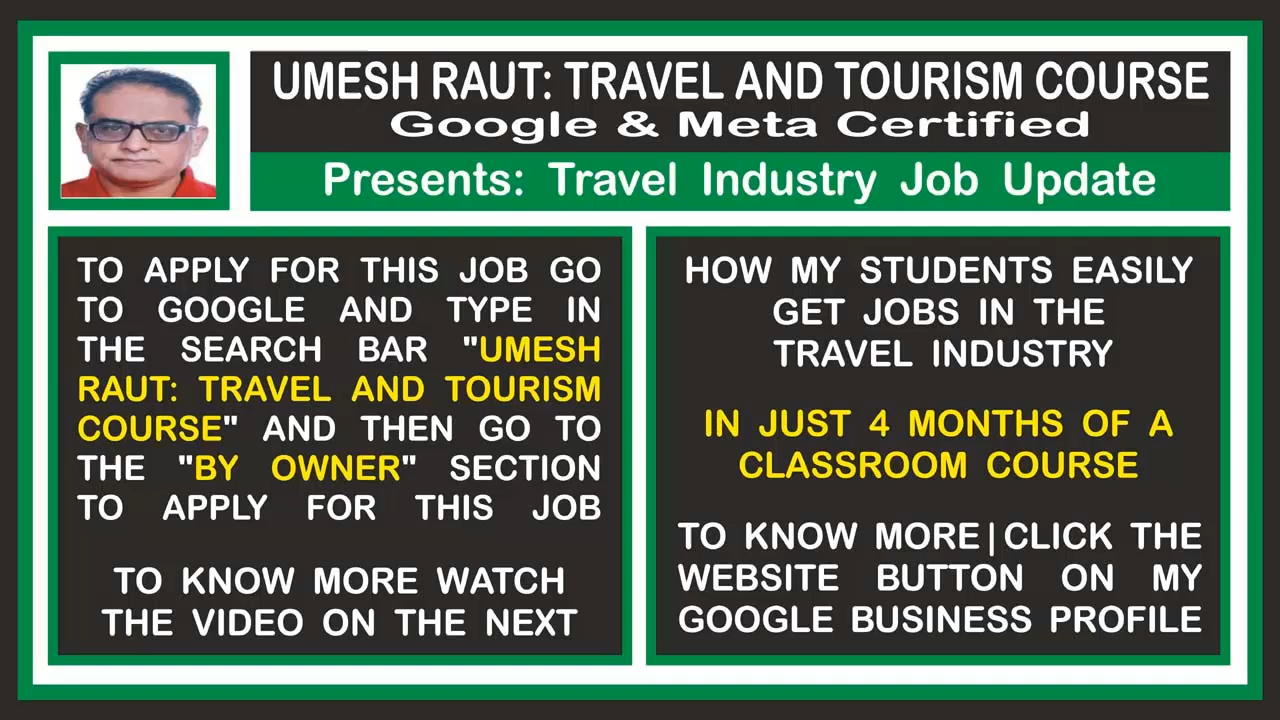 UMESH RAUT: TRAVEL AND TOURISM COURSE
Google & Meta Certified
Presents: Travel Industry Job Update
TO APPLY FOR THIS JOB GO
TO GOOGLE AND TYPE IN
THE SEARCH BAR "UMESH
RAUT: TRAVEL AND TOURISM
COURSE" AND THEN GO TO
THE "BY OWNER" SECTION
TO APPLY FOR THIS JOB
TO KNOW MORE WATCH
THE VIDEO ON THE NEXT
HOW MY STUDENTS EASILY
GET JOBS IN THE
TRAVEL INDUSTRY
IN JUST 4 MONTHS OF A
CLASSROOM COURSE
TO KNOW MORE|CLICK THE
WEBSITE BUTTON ON MY
GOOGLE BUSINESS PROFILE